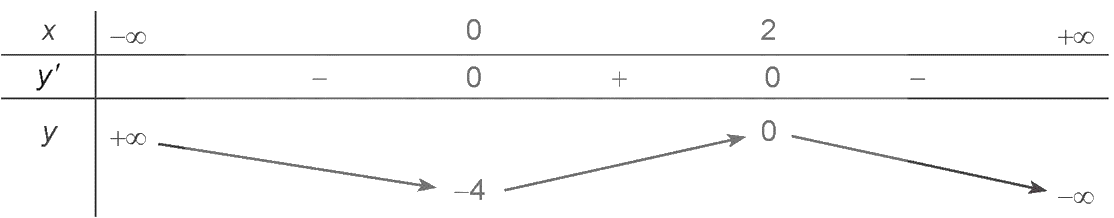 x −∞ 0 2 +∞
y′ − 0 + 0 −
y +∞ −4 0 −∞